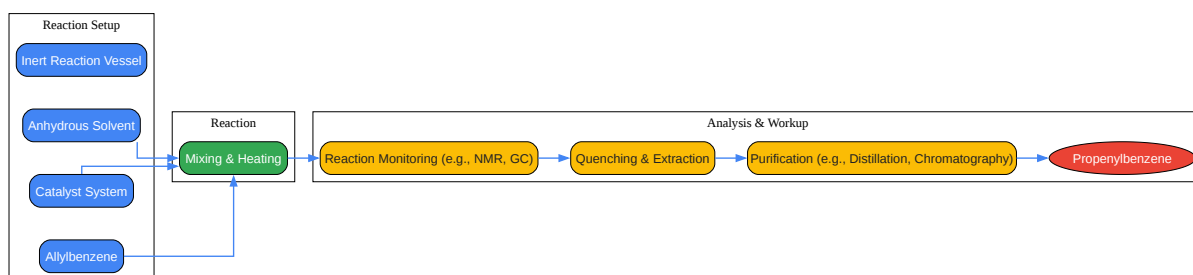 Reaction Setup
Inert Reaction Vessel
Anhydrous Solvent
Catalyst System
Allylbenzene
Reaction
Mixing & Heating
Analysis & Workup
Reaction Monitoring (e.g., NMR, GC)
Quenching & Extraction
Purification (e.g., Distillation, Chromatography)
Propenylbenzene